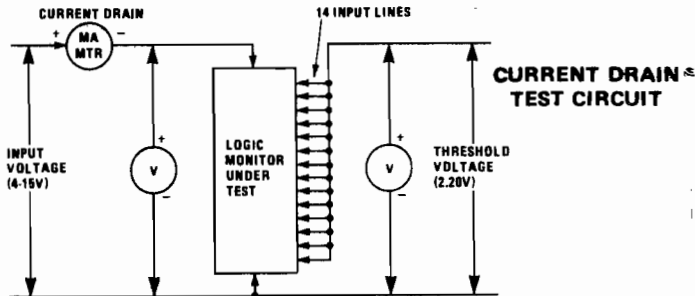 CURRENT DRAIN
+
MA
MTR
−
14 INPUT LINES
CURRENT DRAIN
TEST CIRCUIT
INPUT
VOLTAGE
(4-15V)
+
V
−
LOGIC
MONITOR
UNDER
TEST
+
V
−
THRESHOLD
VOLTAGE
(2.20V)